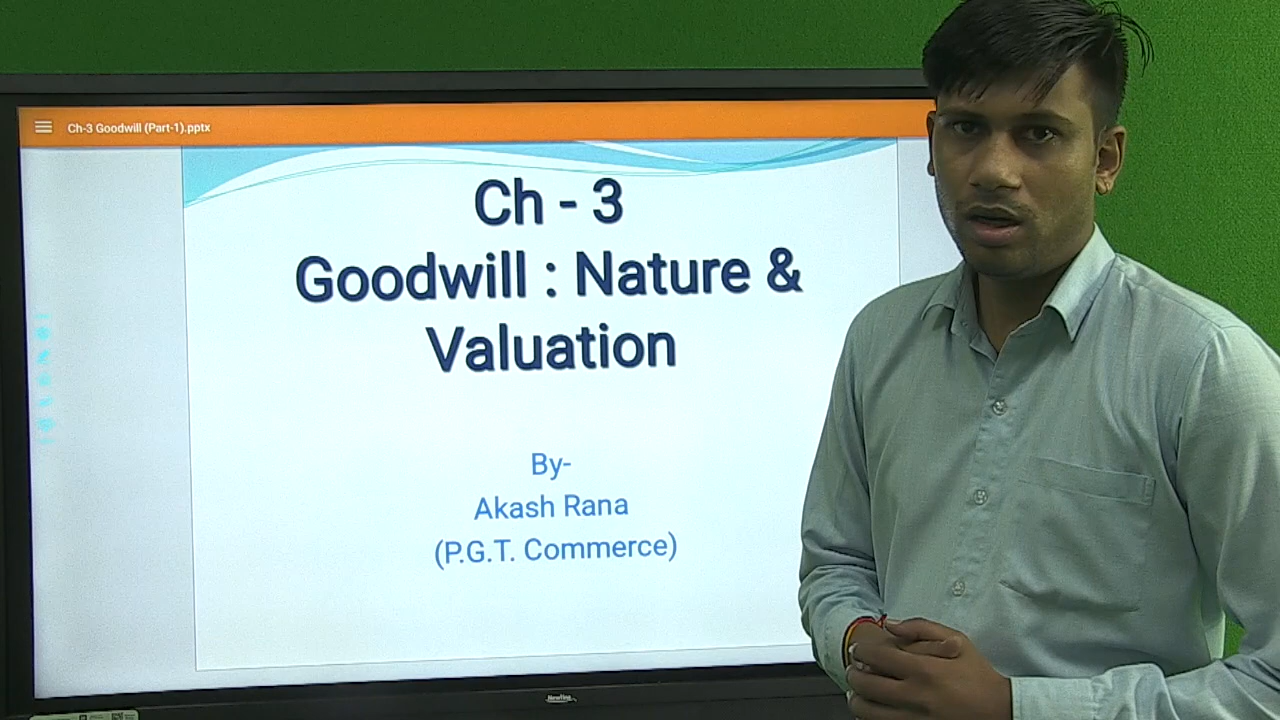 Ch-3 Goodwill (Part-1).pptx
Ch - 3
Goodwill : Nature &
Valuation
By-
Akash Rana
(P.G.T. Commerce)